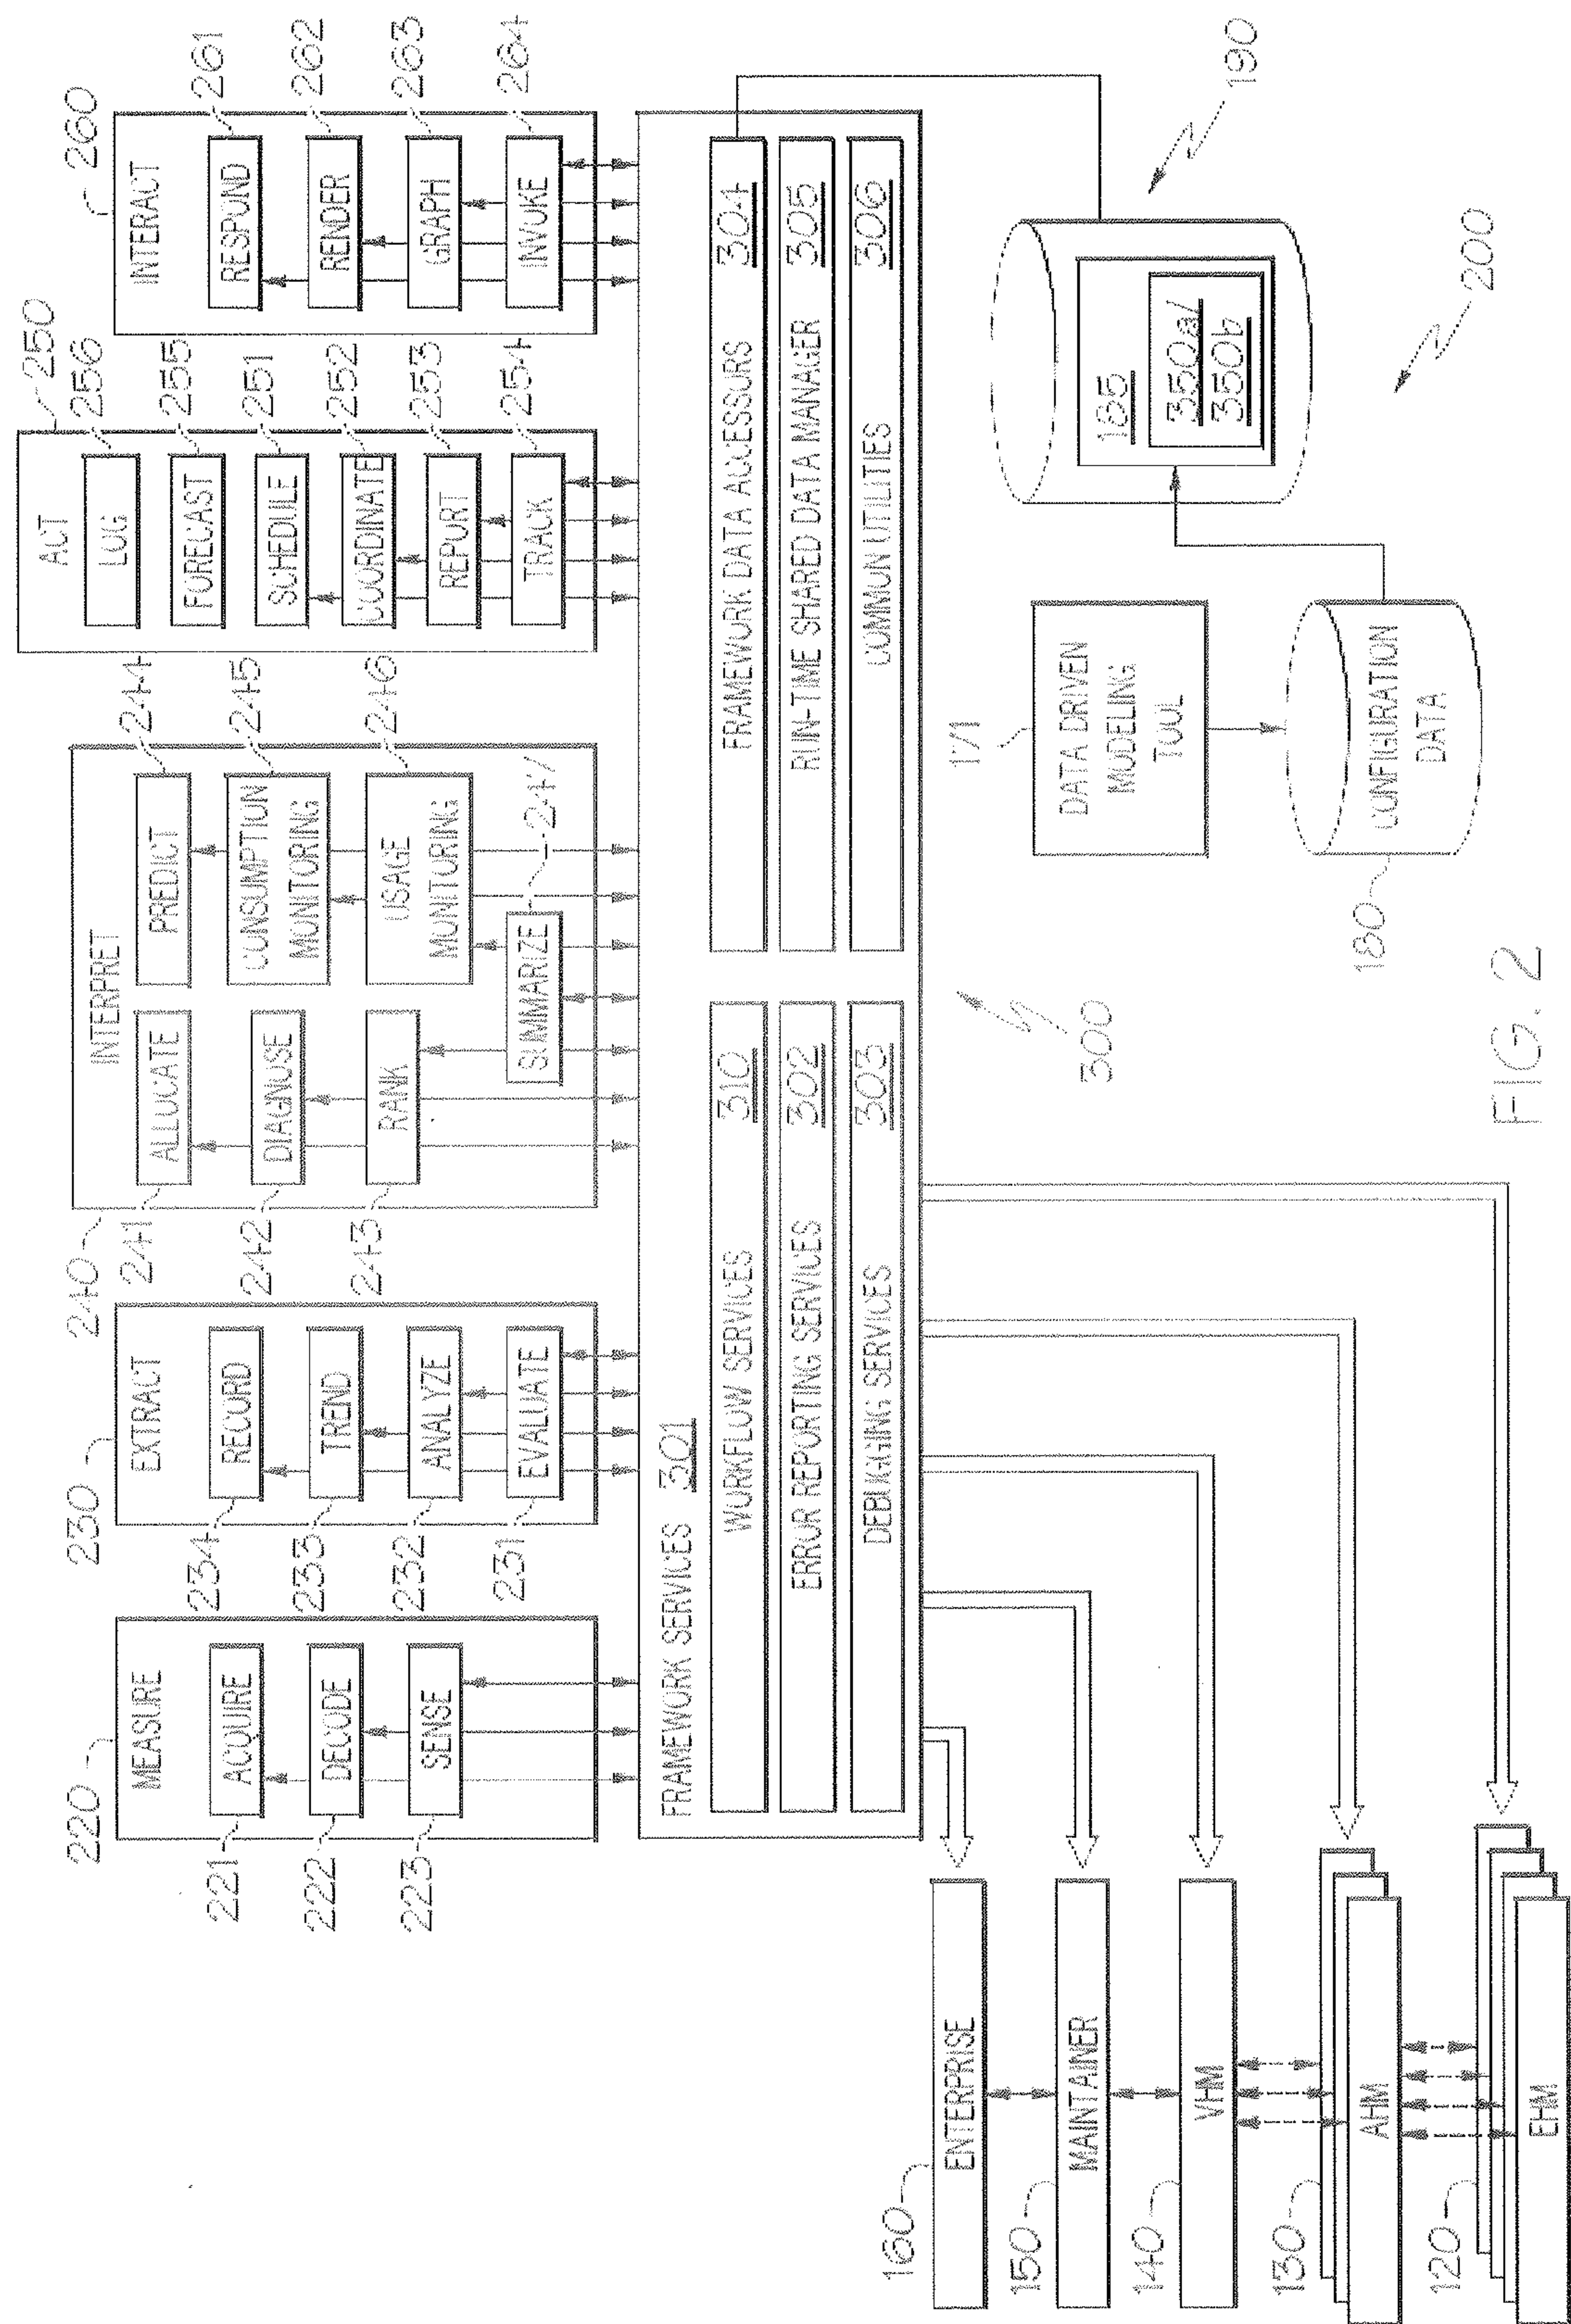 220
MEASURE
221
ACQUIRE
222
DECODE
223
SENSE
230
EXTRACT
234
RECORD
233
TREND
232
ANALYZE
231
EVALUATE
240
INTERPRET
241
ALLOCATE
242
DIAGNOSE
243
RANK
PREDICT
244
CONSUMPTION
MONITORING
245
USAGE
MONITORING
246
SUMMARIZE
247
250
ACT
LOG
256
FORECAST
255
SCHEDULE
251
COORDINATE
252
REPORT
253
TRACK
254
260
INTERACT
RESPOND
261
RENDER
262
GRAPH
263
INVOKE
264
FRAMEWORK SERVICES 301
WORKFLOW SERVICES 310
ERROR REPORTING SERVICES 302
DEBUGGING SERVICES 303
FRAMEWORK DATA ACCESSORS 304
RUN-TIME SHARED DATA MANAGER 305
COMMON UTILITIES 306
300
160
ENTERPRISE
150
MAINTAINER
140
VHM
130
AHM
120
EHM
171
DATA DRIVEN
MODELING
TOOL
180
CONFIGURATION
DATA
185
350a/
350b
190
200
FIG. 2